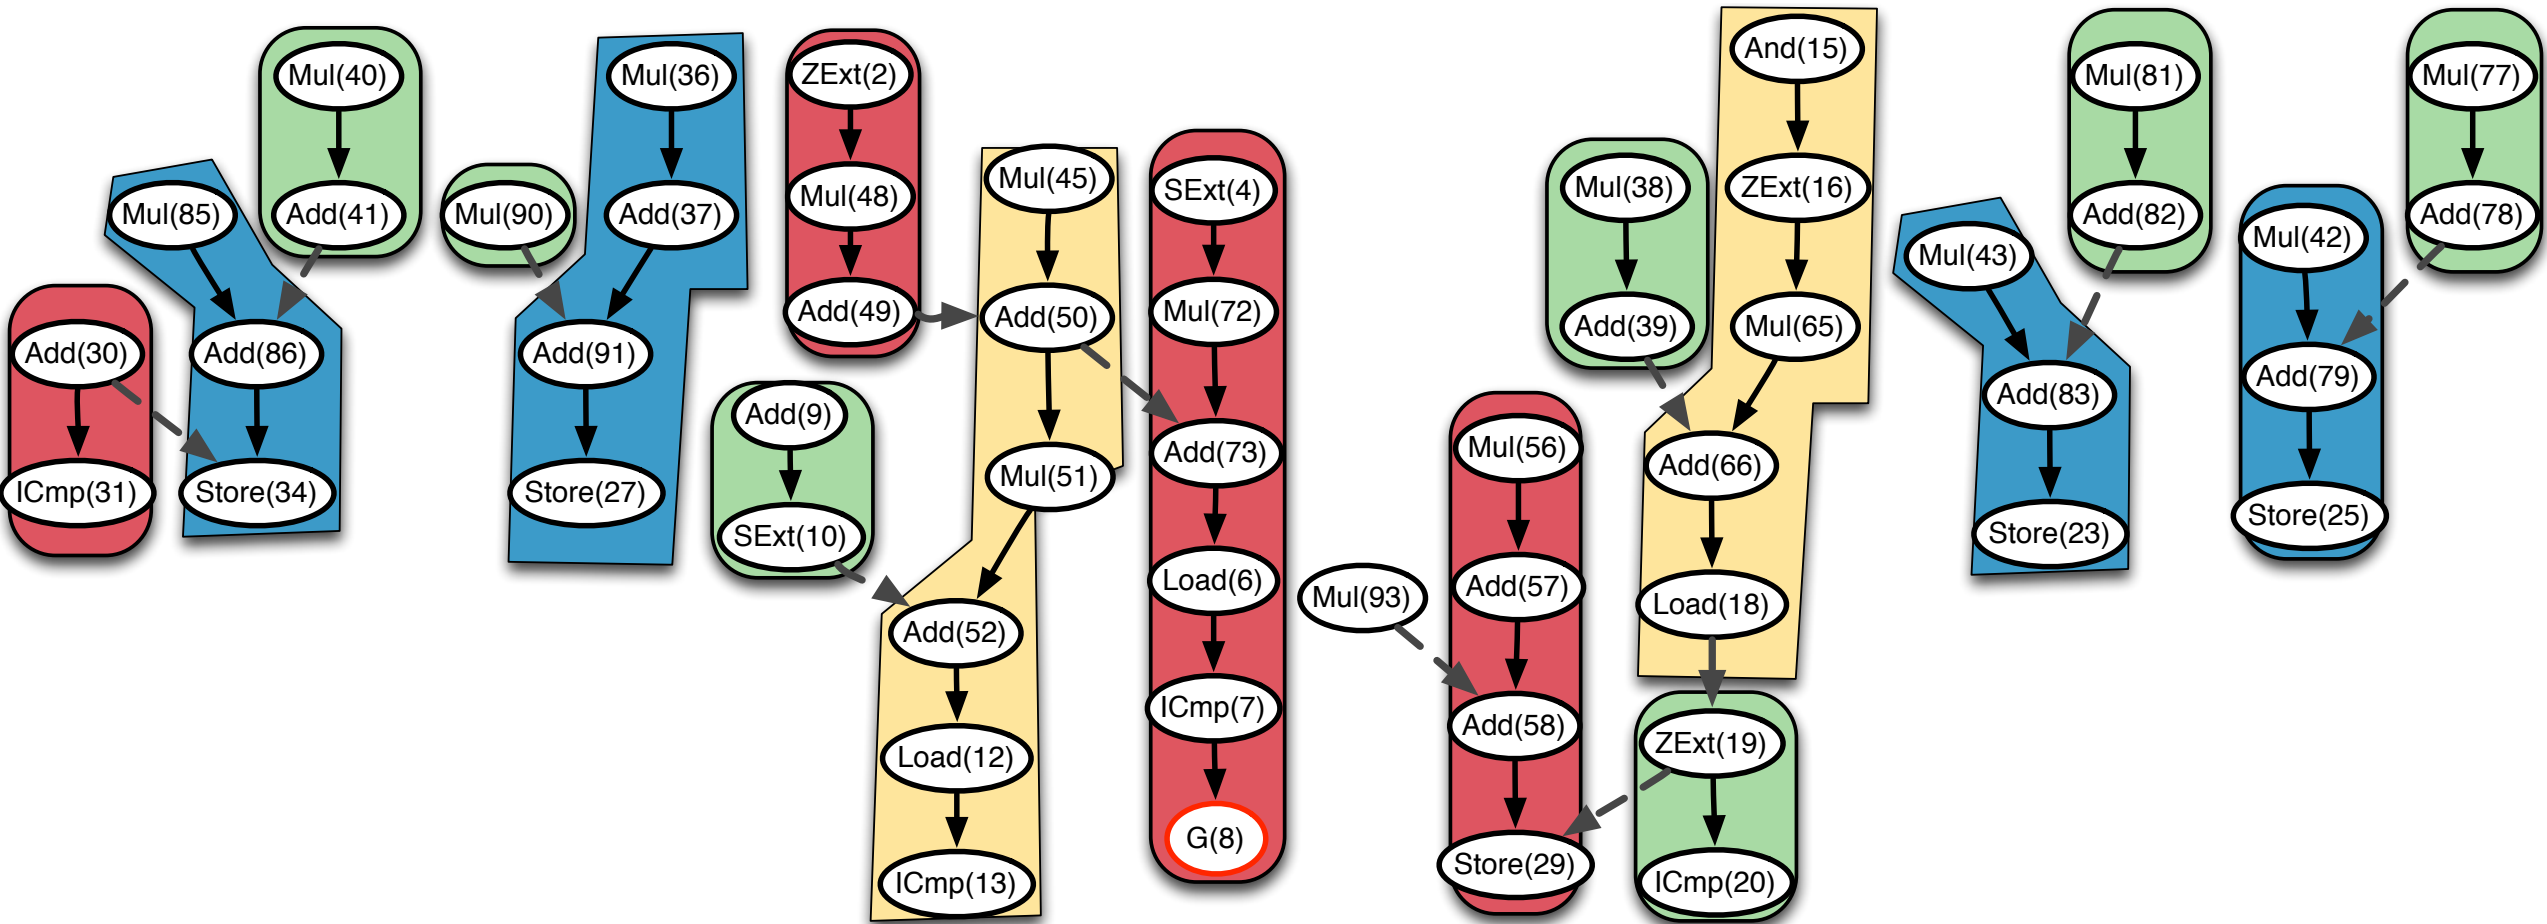 Mul(40)
Add(41)
Mul(85)
Add(86)
Store(34)
Add(30)
ICmp(31)
Mul(90)
Mul(36)
Add(37)
Add(91)
Store(27)
ZExt(2)
Mul(48)
Add(49)
Add(9)
SExt(10)
Mul(45)
Add(50)
Mul(51)
Add(52)
Load(12)
ICmp(13)
SExt(4)
Mul(72)
Add(73)
Load(6)
ICmp(7)
G(8)
Mul(93)
Mul(56)
Add(57)
Add(58)
Store(29)
Mul(38)
Add(39)
And(15)
ZExt(16)
Mul(65)
Add(66)
Load(18)
ZExt(19)
ICmp(20)
Mul(43)
Add(83)
Store(23)
Mul(81)
Add(82)
Mul(42)
Add(79)
Store(25)
Mul(77)
Add(78)